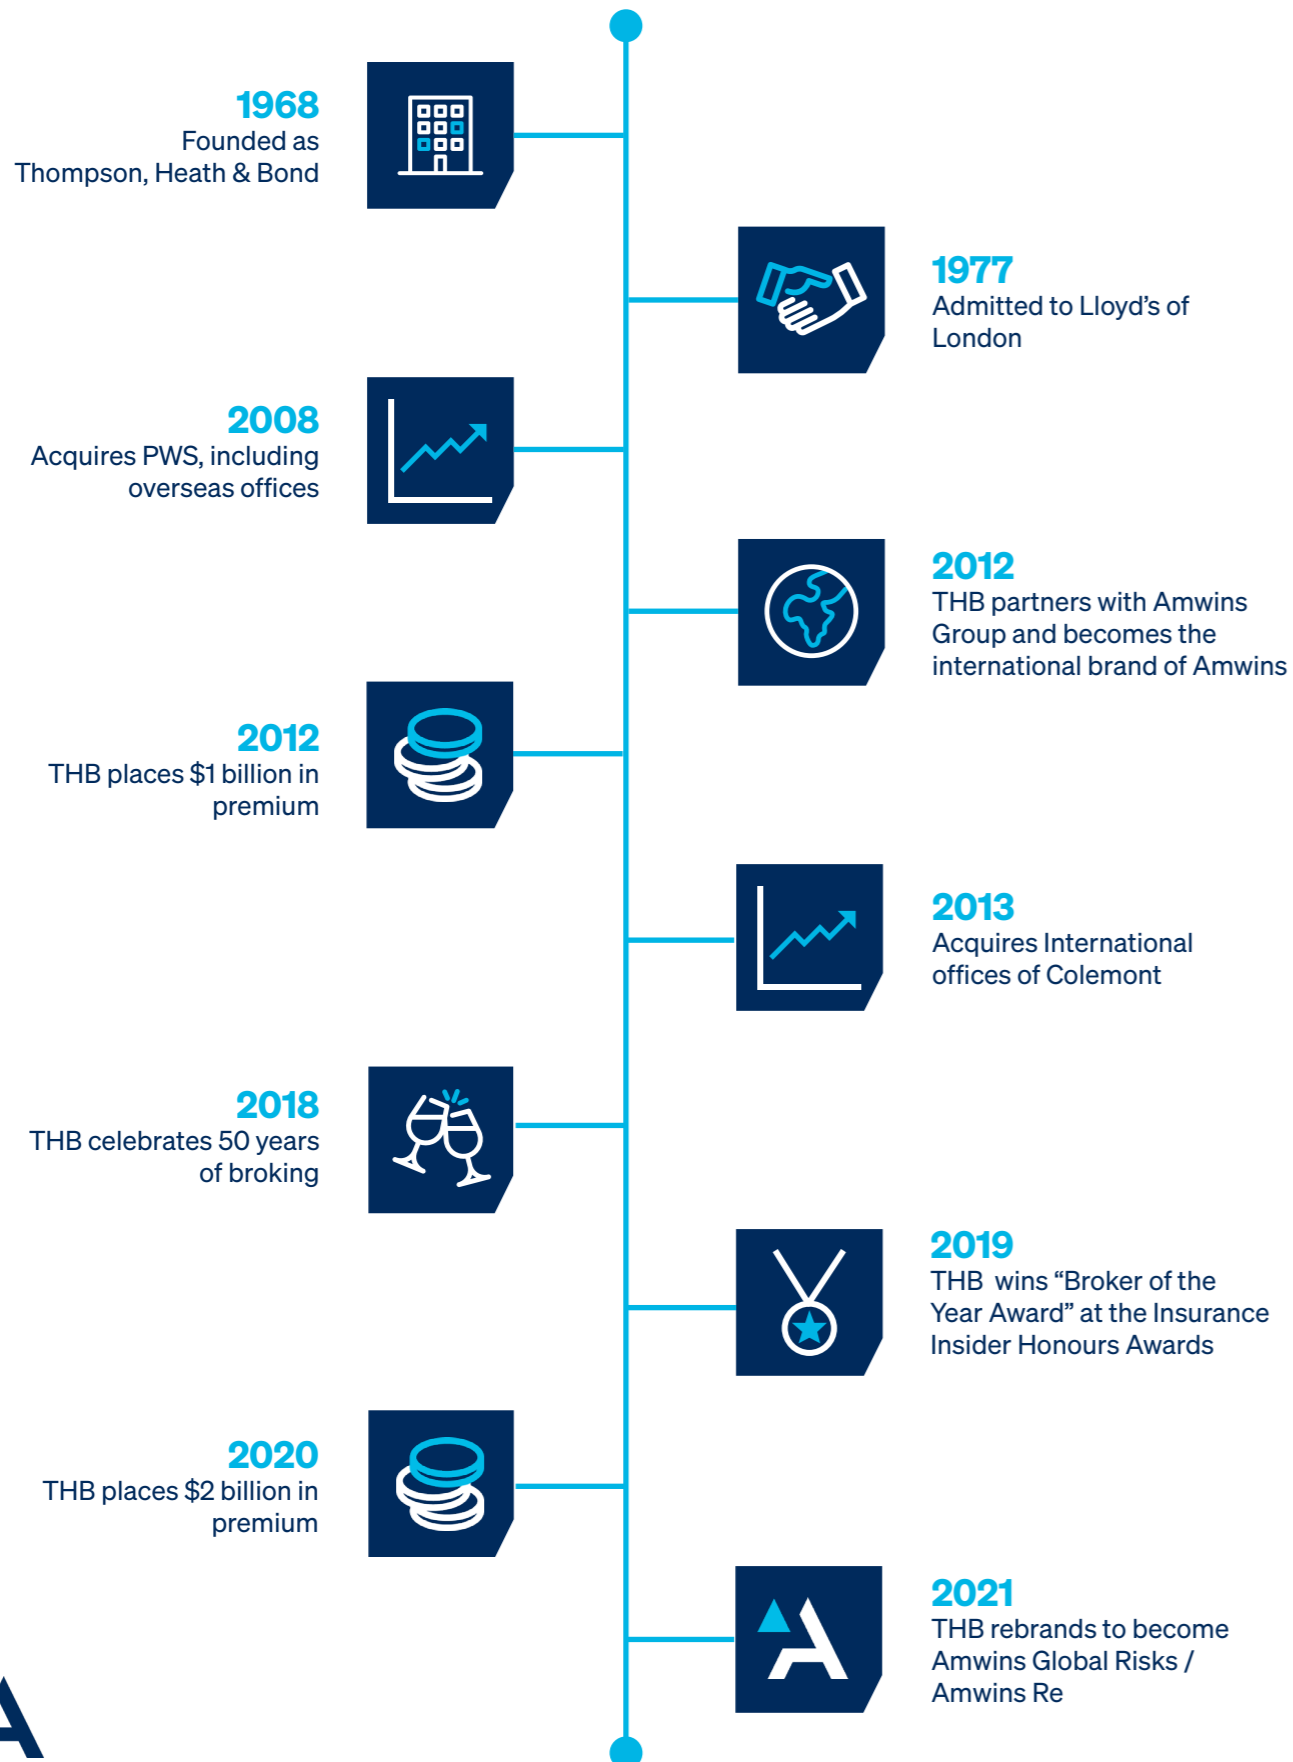 1968
Founded as
Thompson, Heath & Bond
1977
Admitted to Lloyd’s of
London
2008
Acquires PWS, including
overseas offices
2012
THB partners with Amwins
Group and becomes the
international brand of Amwins
2012
THB places $1 billion in
premium
2013
Acquires International
offices of Colemont
2018
THB celebrates 50 years
of broking
2019
THB wins “Broker of the
Year Award” at the Insurance
Insider Honours Awards
2020
THB places $2 billion in
premium
2021
THB rebrands to become
Amwins Global Risks /
Amwins Re